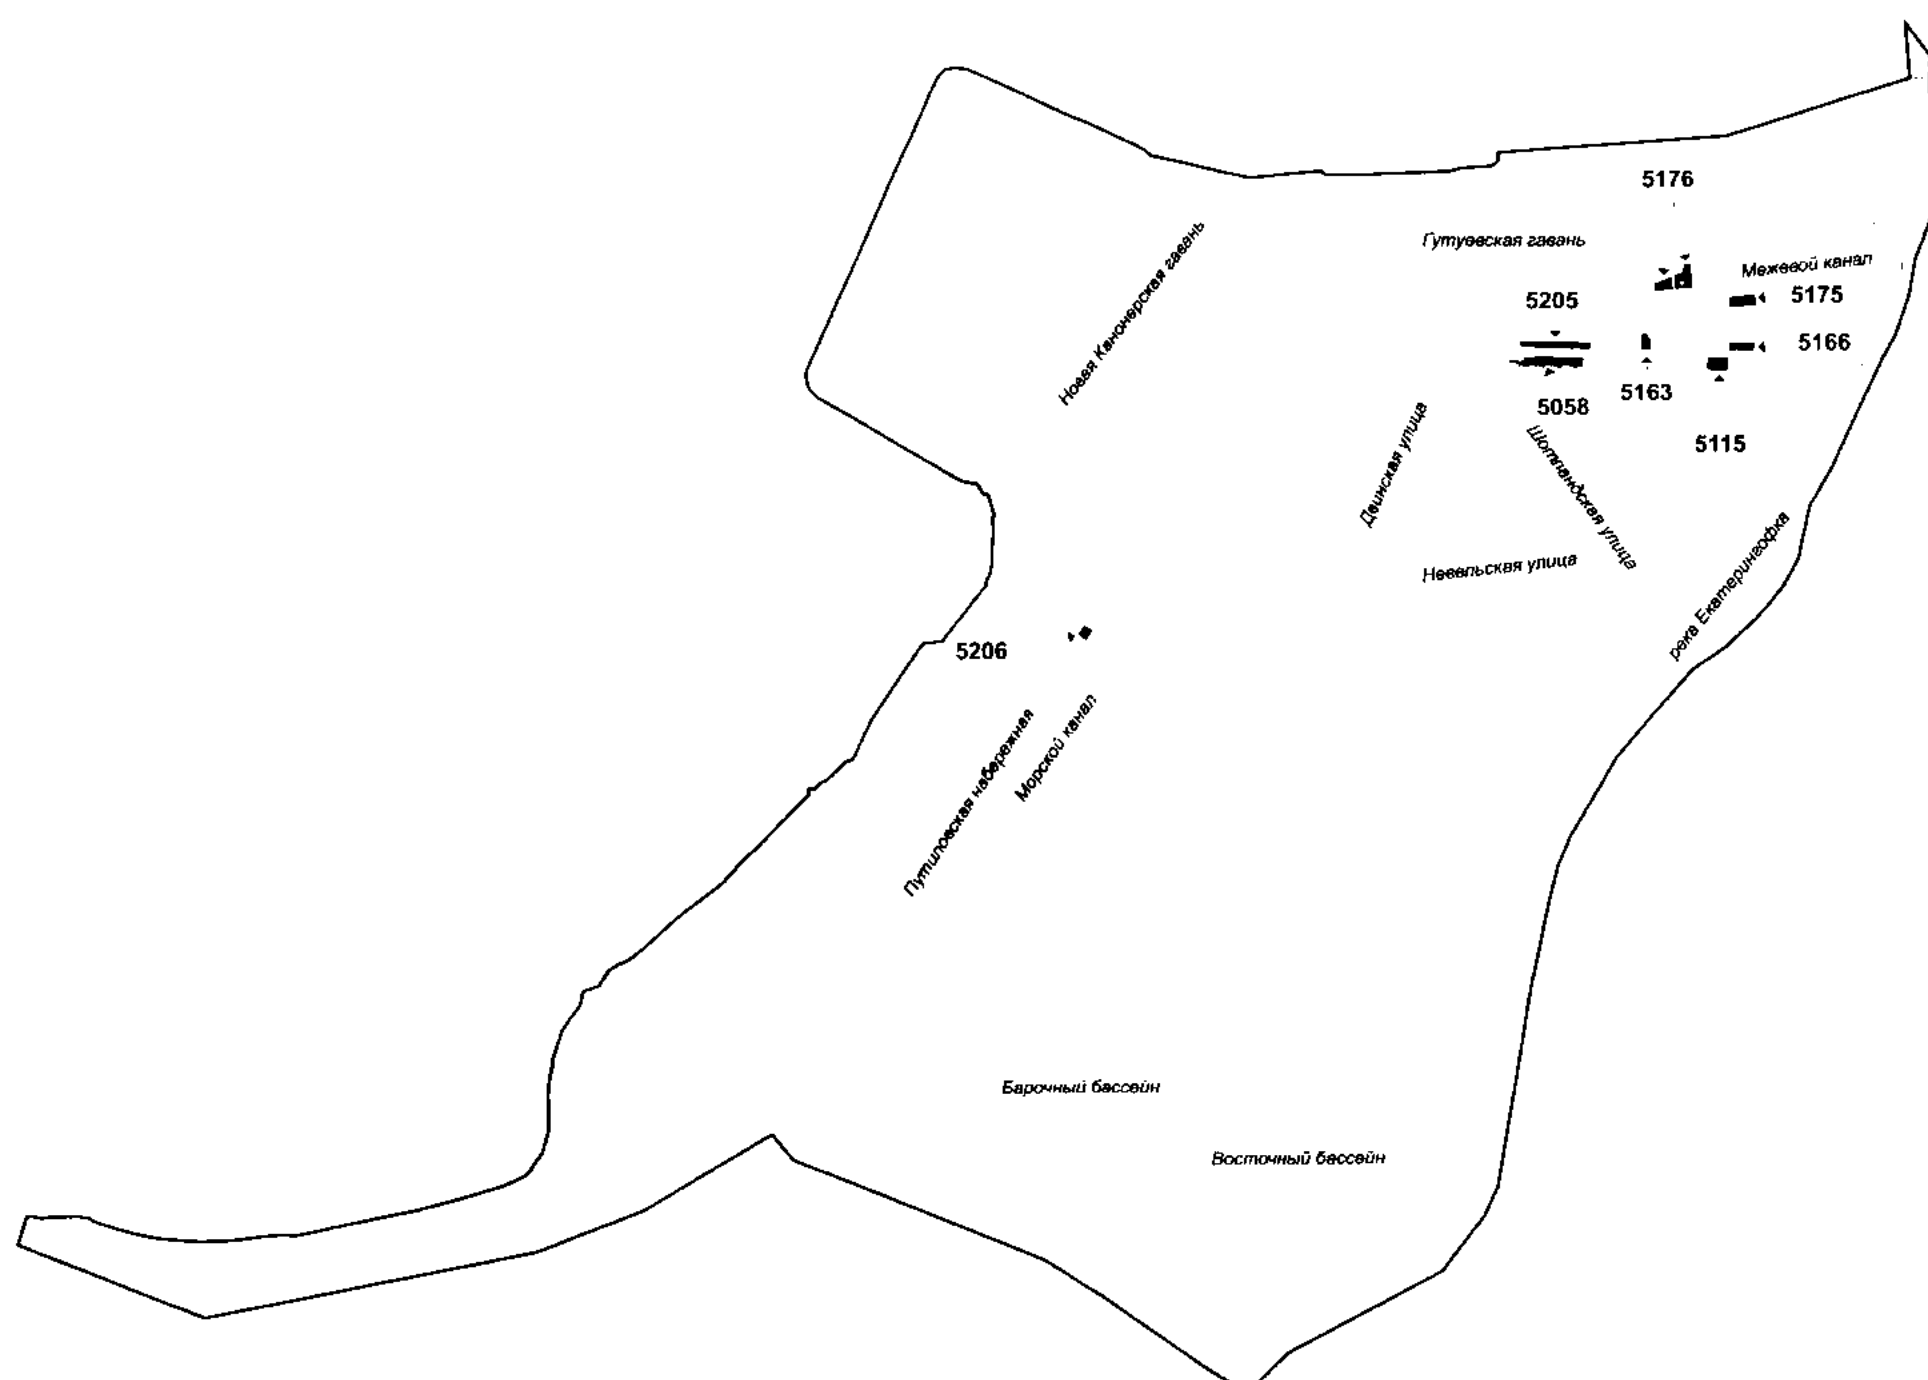 5176
Гутуевская гавань
Новая Канонерская гавань
Межевой канал
5175
5205
5166
5163
5058
5115
Двинская улица
Шотландская улица
Невельская улица
река Екатерингофка
5206
Путиловская набережная
Морской канал
Барочный бассейн
Восточный бассейн